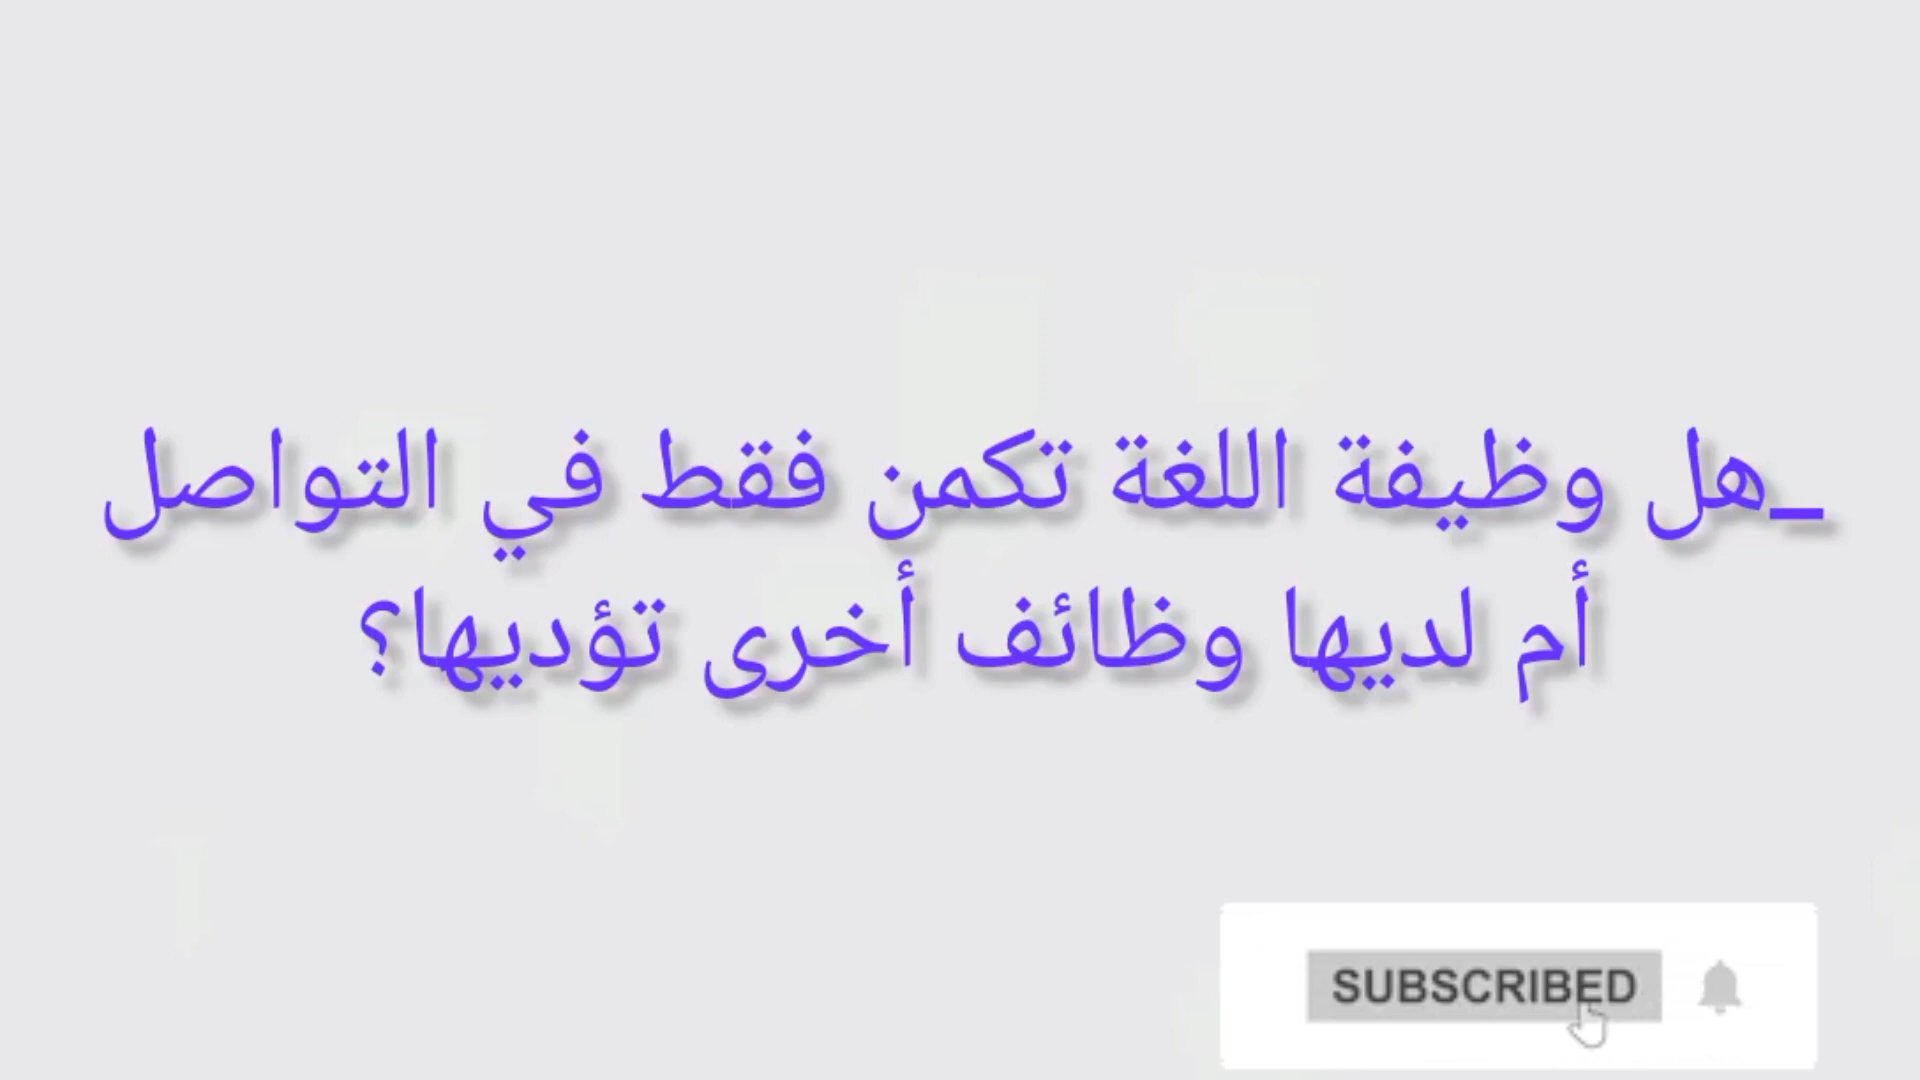 _هل وظيفة اللغة تكمن فقط في التواصل
أم لديها وظائف أخرى تؤديها؟
SUBSCRIBED